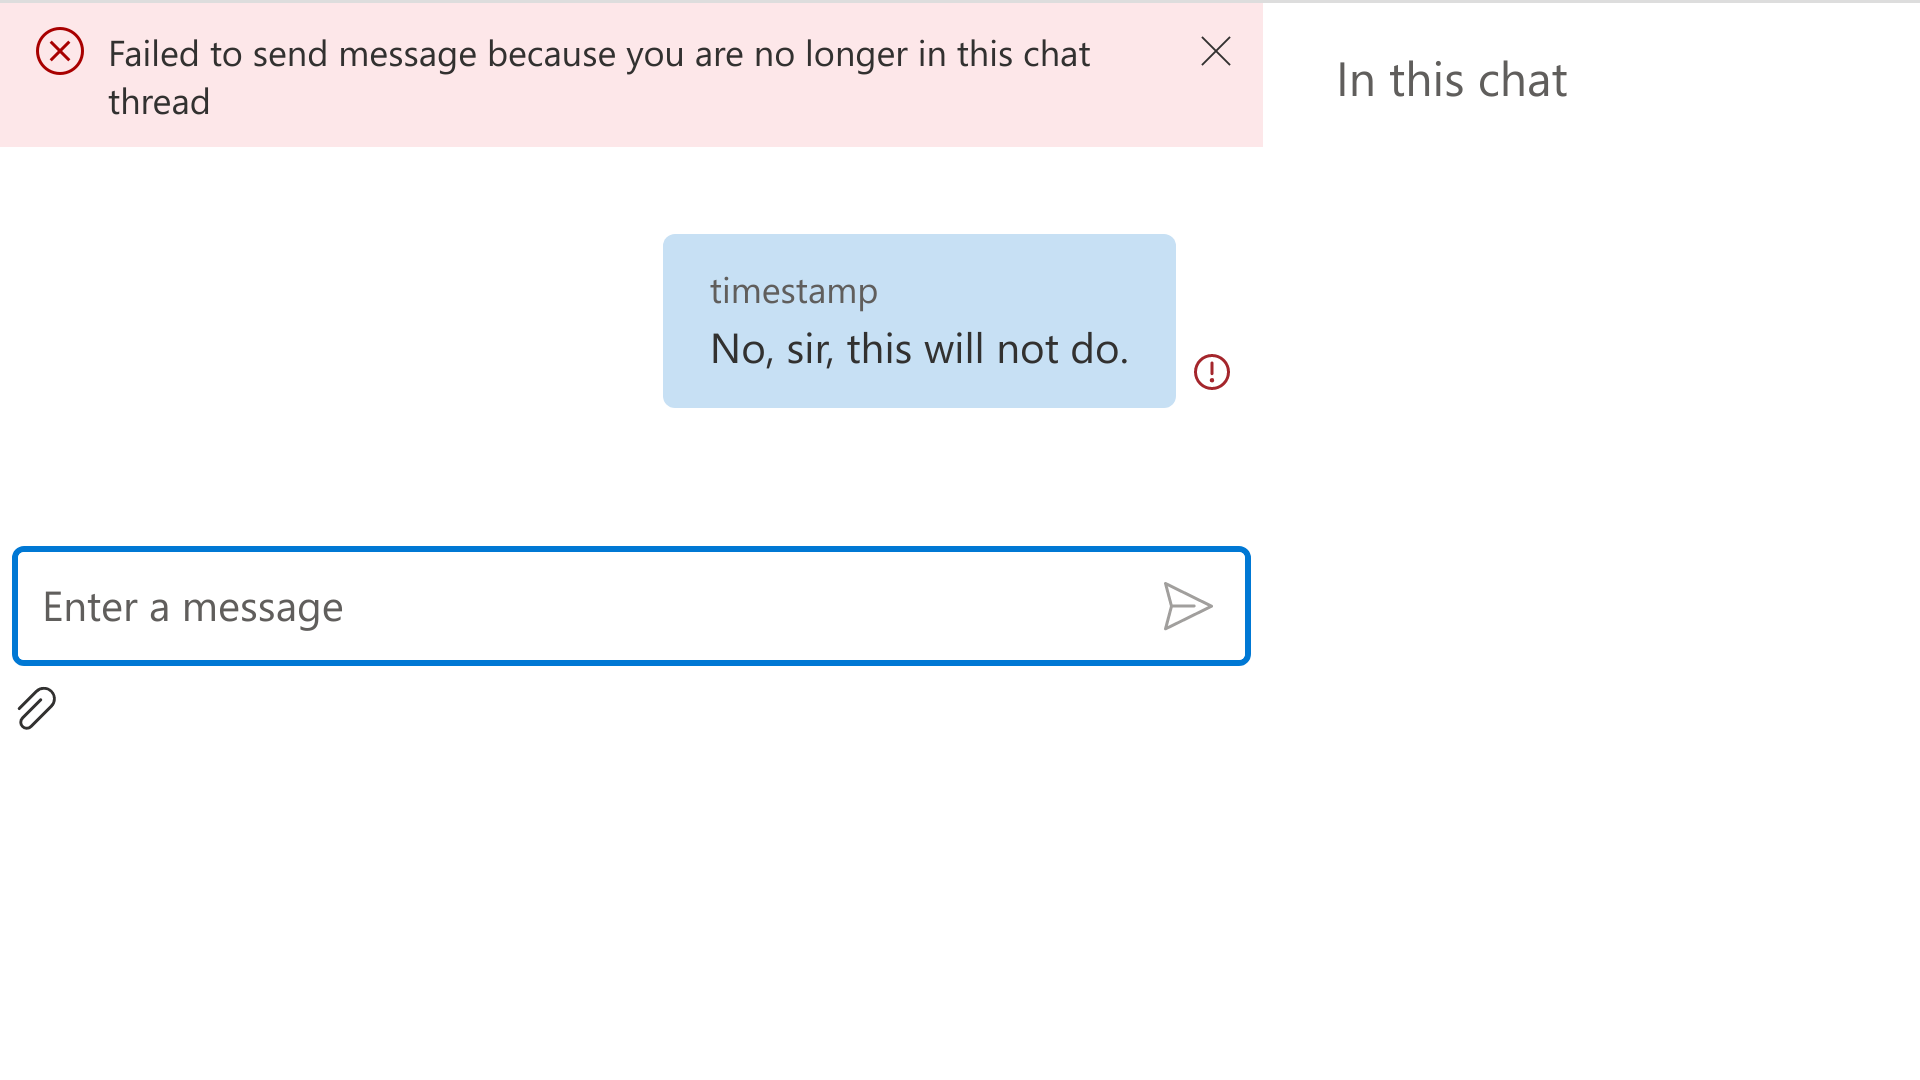 Failed to send message because you are no longer in this chat
thread
In this chat
timestamp
No, sir, this will not do.
Enter a message